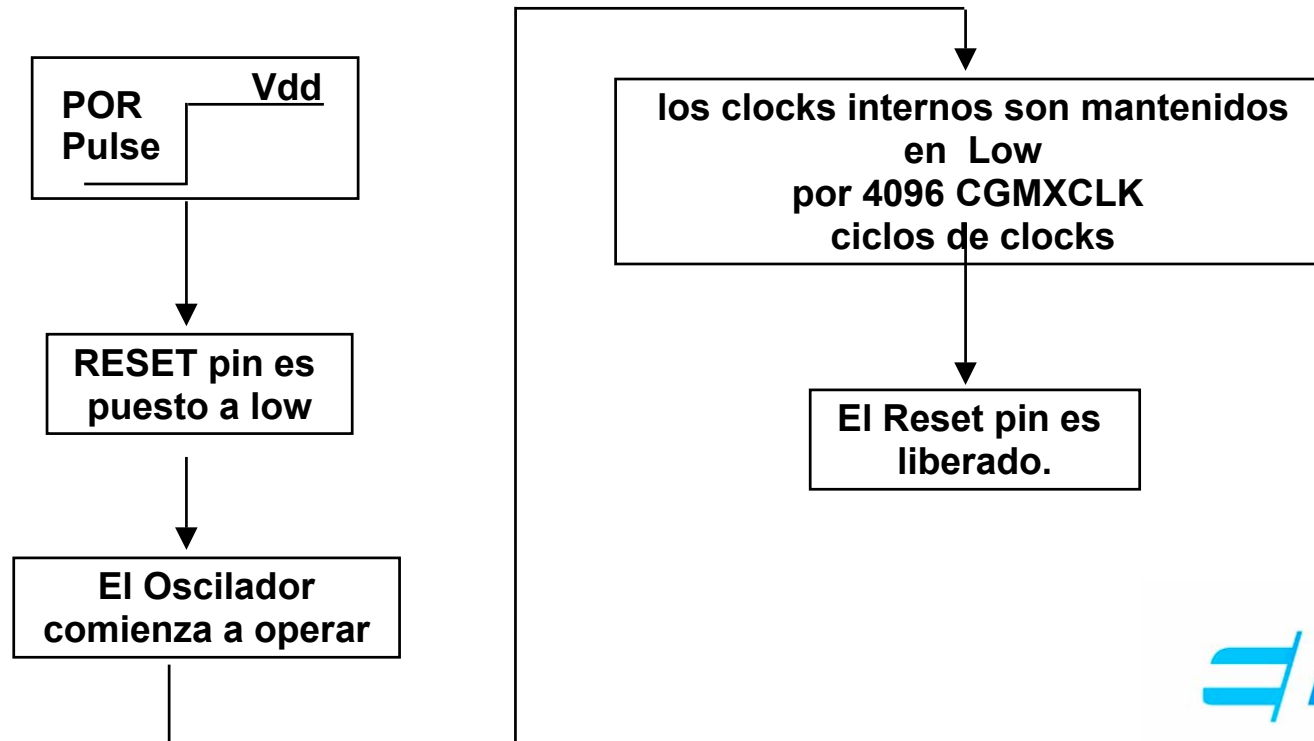 POR
Pulse
Vdd
RESET pin es
puesto a low
El Oscilador
comienza a operar
los clocks internos son mantenidos
en Low
por 4096 CGMXCLK
ciclos de clocks
El Reset pin es
liberado.